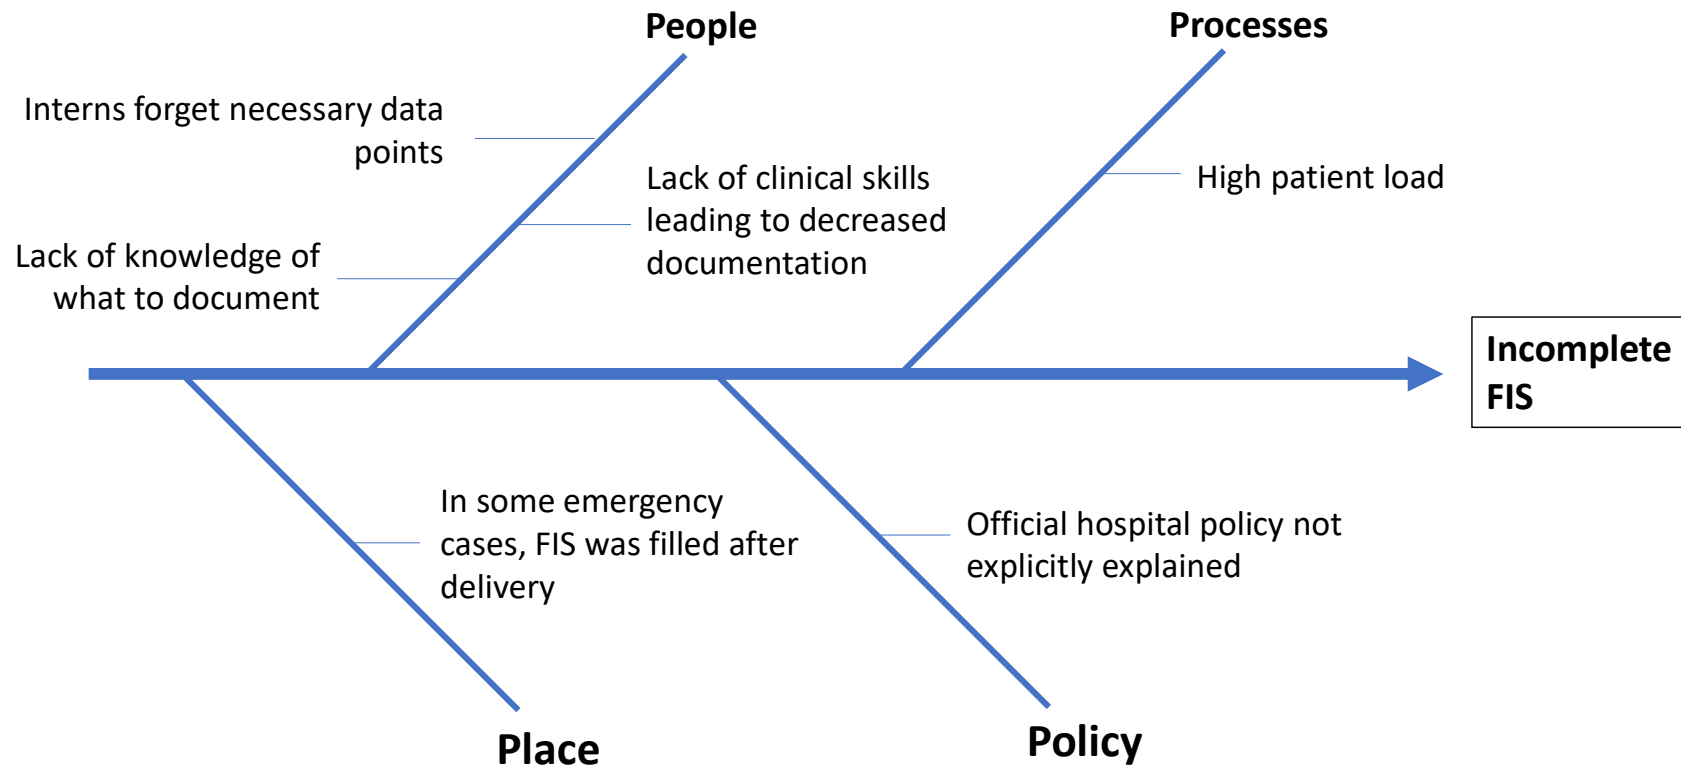 People
Processes
Interns forget necessary data
points
Lack of clinical skills
leading to decreased
documentation
High patient load
Lack of knowledge of
what to document
Incomplete
FIS
In some emergency
cases, FIS was filled after
delivery
Official hospital policy not
explicitly explained
Place
Policy